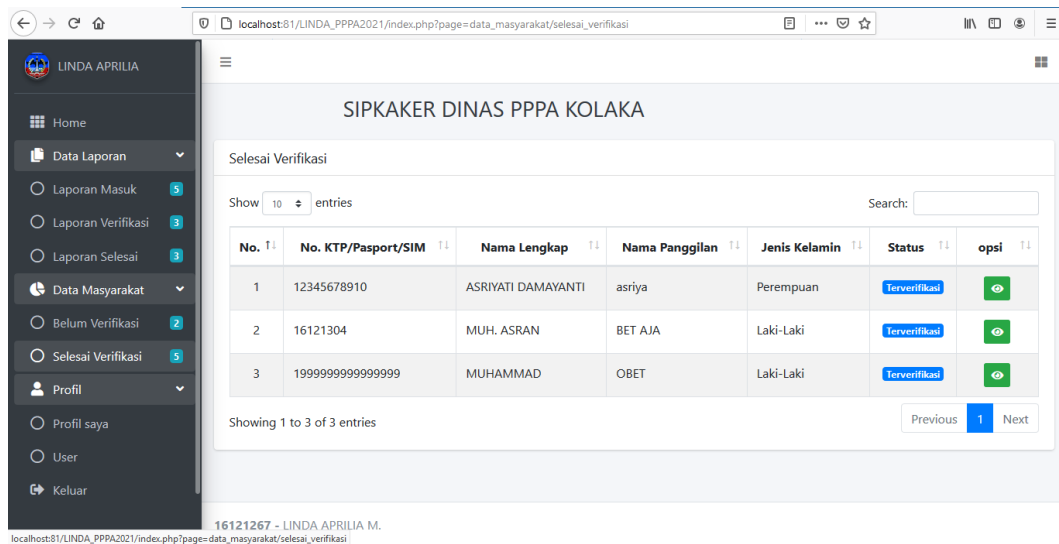 localhost:81/LINDA_PPPA2021/index.php?page=data_masyarakat/selesai_verifikasi
LINDA APRILIA
Home
Data Laporan
Laporan Masuk 5
Laporan Verifikasi 3
Laporan Selesai 3
Data Masyarakat
Belum Verifikasi 2
Selesai Verifikasi 5
Profil
Profil saya
User
Keluar
SIPKAKER DINAS PPPA KOLAKA
Selesai Verifikasi
Show 10 entries Search:
No. No. KTP/Pasport/SIM Nama Lengkap Nama Panggilan Jenis Kelamin Status opsi
1 12345678910 ASRIYATI DAMAYANTI asriya Perempuan Terverifikasi
2 16121304 MUH. ASRAN BET AJA Laki-Laki Terverifikasi
3 1999999999999999 MUHAMMAD OBET Laki-Laki Terverifikasi
Showing 1 to 3 of 3 entries Previous 1 Next
16121267 - LINDA APRILIA M.
localhost:81/LINDA_PPPA2021/index.php?page=data_masyarakat/selesai_verifikasi